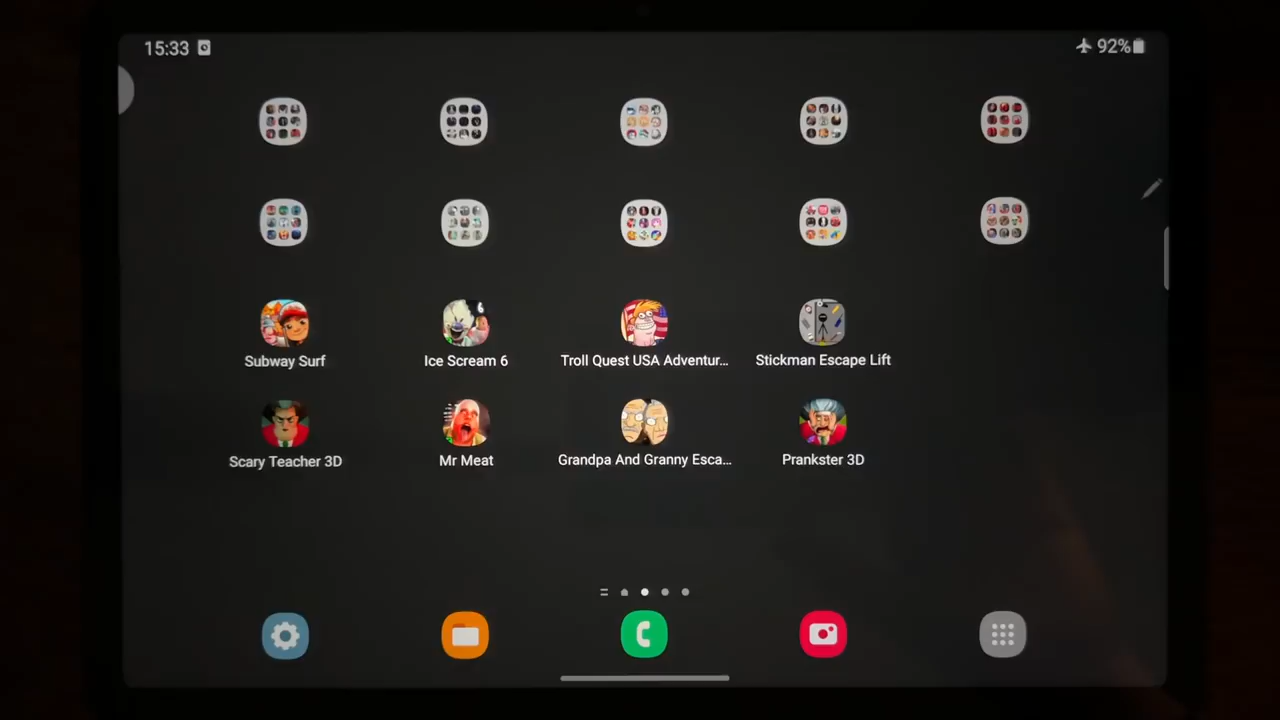 15:33
92%
Subway Surf
Ice Scream 6
Troll Quest USA Adventur...
Stickman Escape Lift
Scary Teacher 3D
Mr Meat
Grandpa And Granny Esca...
Prankster 3D